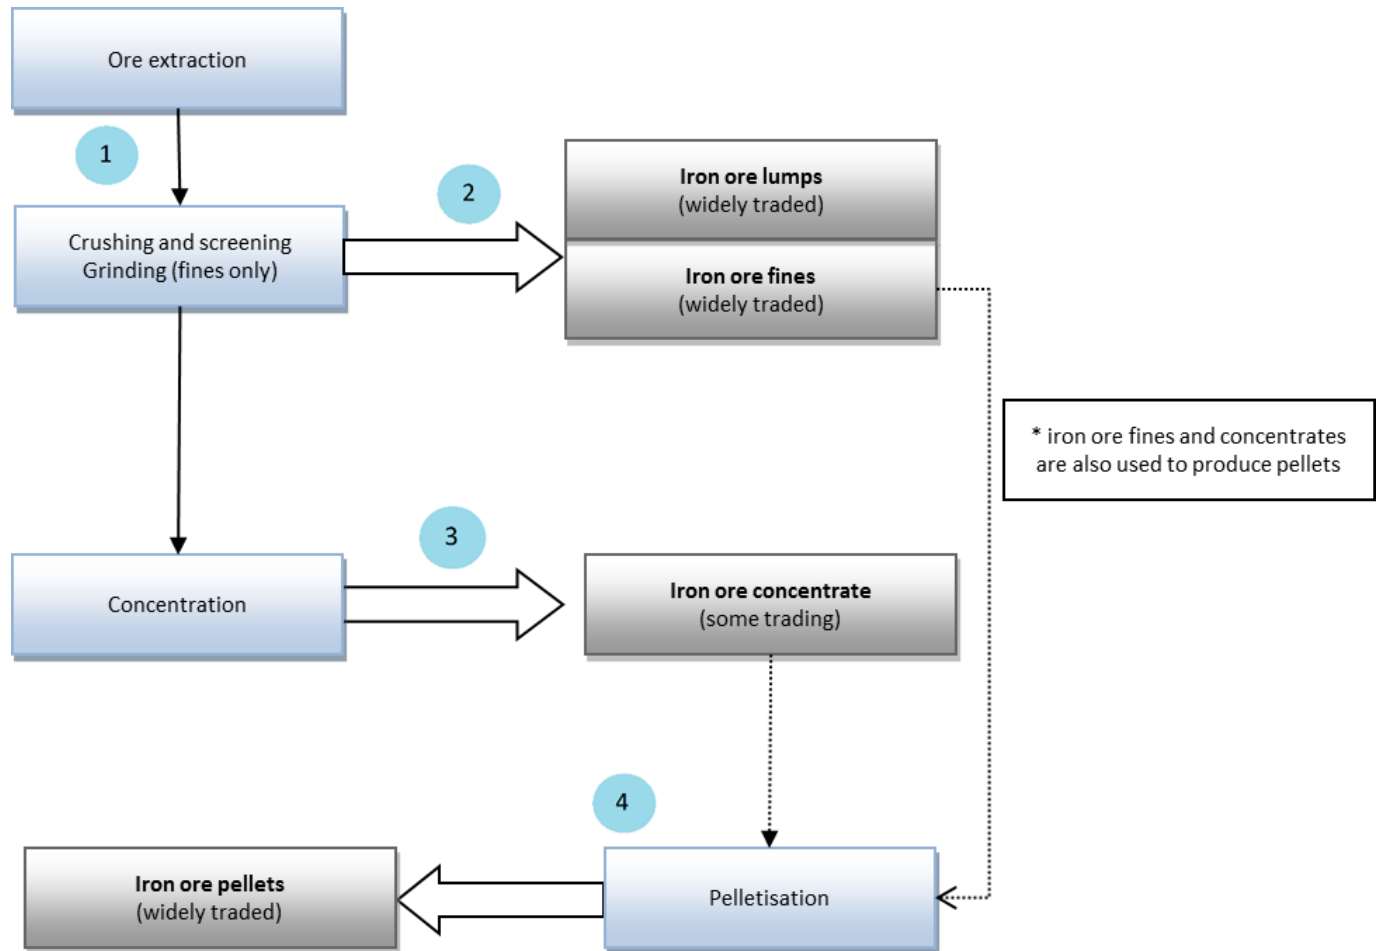 Ore extraction
1
Crushing and screening
Grinding (fines only)
2
Iron ore lumps
(widely traded)
Iron ore fines
(widely traded)
* iron ore fines and concentrates
are also used to produce pellets
Concentration
3
Iron ore concentrate
(some trading)
4
Iron ore pellets
(widely traded)
Pelletisation